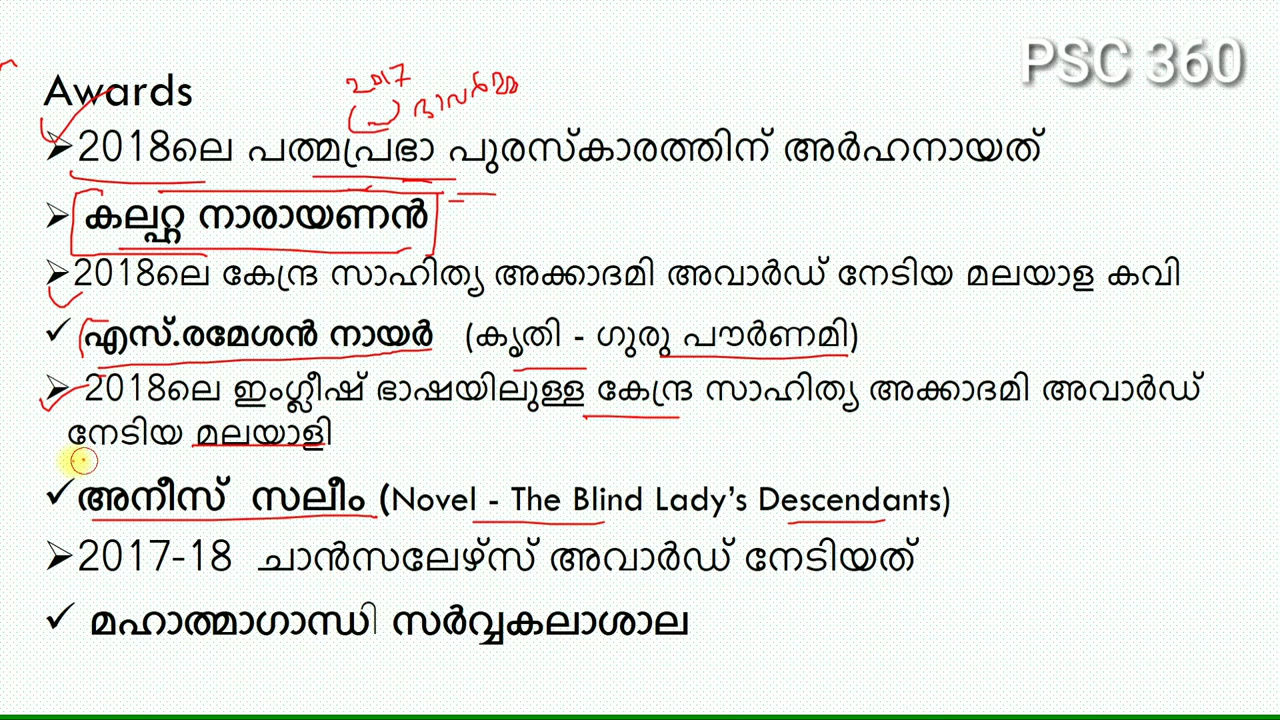 PSC 360
2017
Awards
➤2018ലെ പത്മപ്രഭാ പുരസ്കാരത്തിന് അർഹനായത്
➤ കല്പറ്റ നാരായണൻ
➤2018ലെ കേന്ദ്ര സാഹിത്യ അക്കാദമി അവാർഡ് നേടിയ മലയാള കവി
✓ എസ്.രമേശൻ നായർ (കൃതി - ഗുരു പൗർണമി)
➤ 2018ലെ ഇംഗ്ലീഷ് ഭാഷയിലുള്ള കേന്ദ്ര സാഹിത്യ അക്കാദമി അവാർഡ്
നേടിയ മലയാളി
✓അനീസ് സലീം (Novel - The Blind Lady's Descendants)
➤2017-18 ചാൻസലേഴ്സ് അവാർഡ് നേടിയത്
✓ മഹാത്മാഗാന്ധി സർവ്വകലാശാല